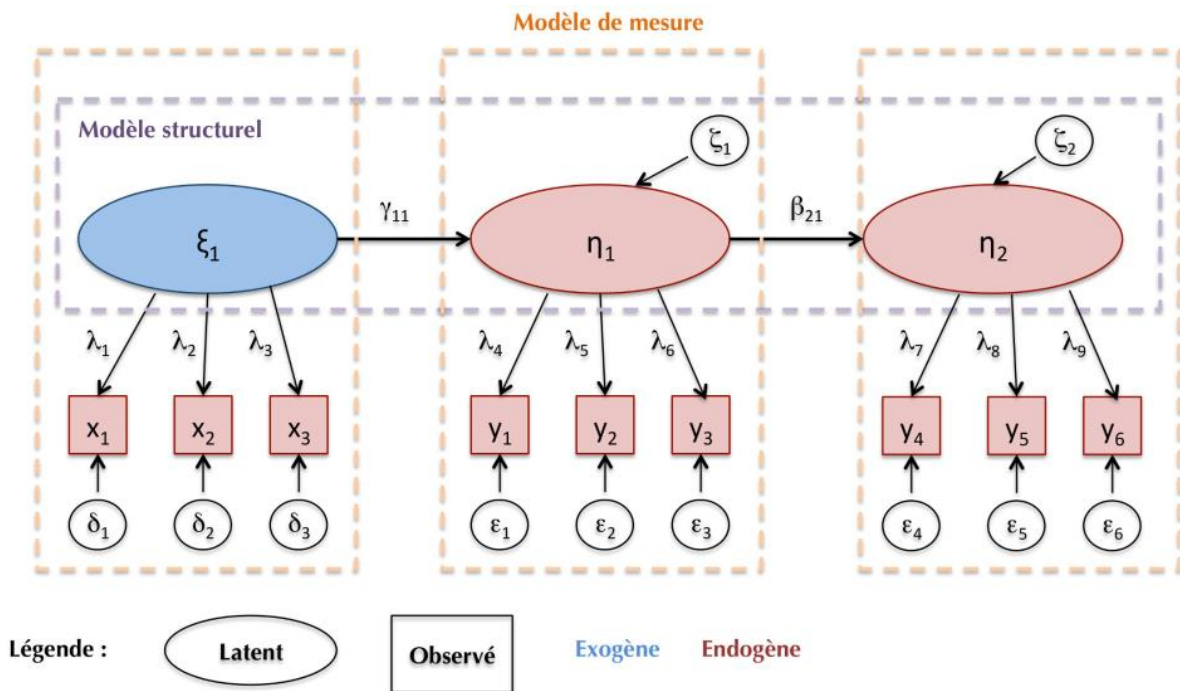 Modèle de mesure
Modèle structurel
ζ₁
ζ₂
ξ₁
γ₁₁
η₁
β₂₁
η₂
λ₁ λ₂ λ₃ λ₄ λ₅ λ₆ λ₇ λ₈ λ₉
x₁ x₂ x₃ y₁ y₂ y₃ y₄ y₅ y₆
δ₁ δ₂ δ₃ ε₁ ε₂ ε₃ ε₄ ε₅ ε₆
Légende : Latent Observé Exogène Endogène